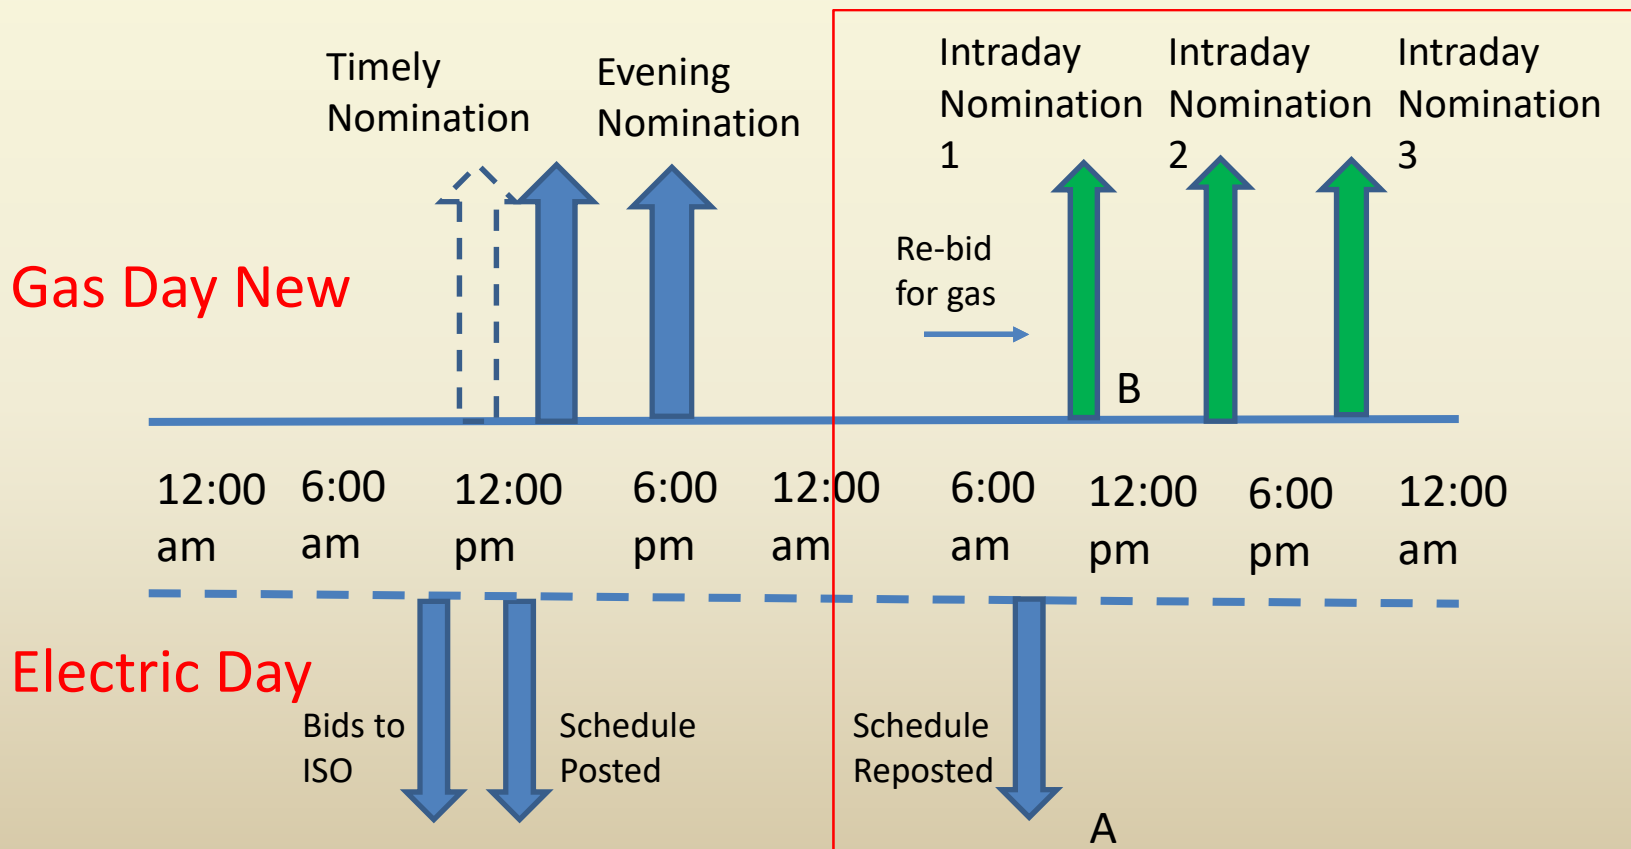 Timely
Nomination
Evening
Nomination
Intraday
Nomination
1
Intraday
Nomination
2
Intraday
Nomination
3
Re-bid
for gas
Gas Day New
B
12:00
am
6:00
am
12:00
pm
6:00
pm
12:00
am
6:00
am
12:00
pm
6:00
pm
12:00
am
Electric Day
Bids to
ISO
Schedule
Posted
Schedule
Reposted
A